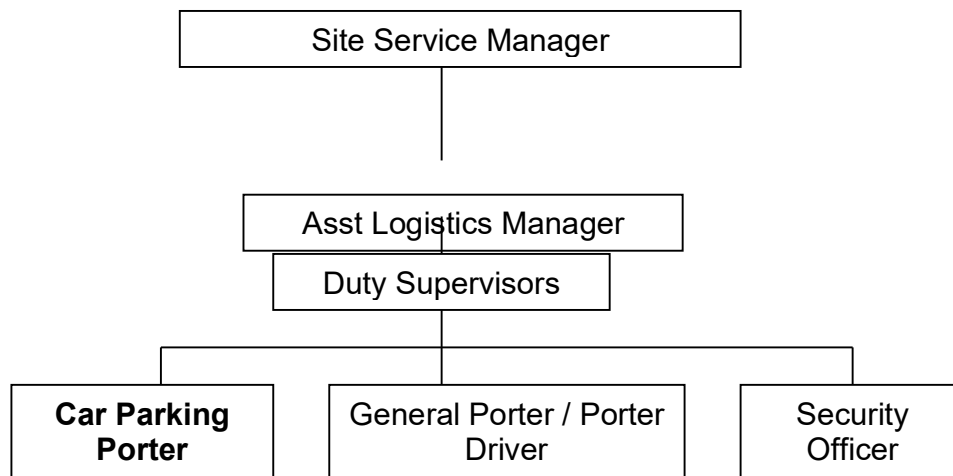 Site Service Manager
Asst Logistics Manager
Duty Supervisors
Car Parking
Porter
General Porter / Porter
Driver
Security
Officer